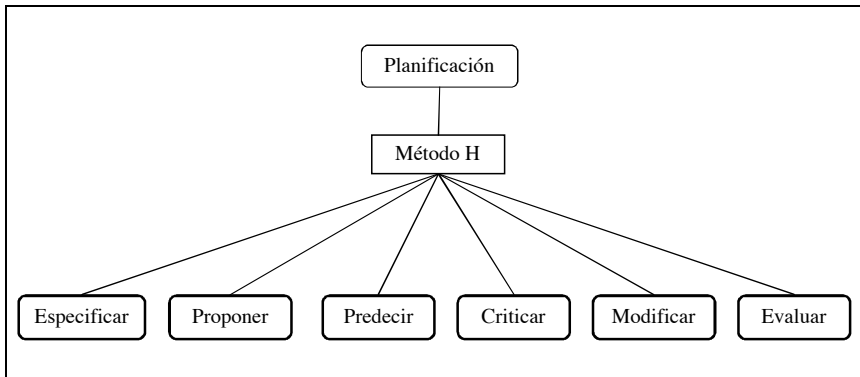 Planificación
Método H
Especificar
Proponer
Predecir
Criticar
Modificar
Evaluar